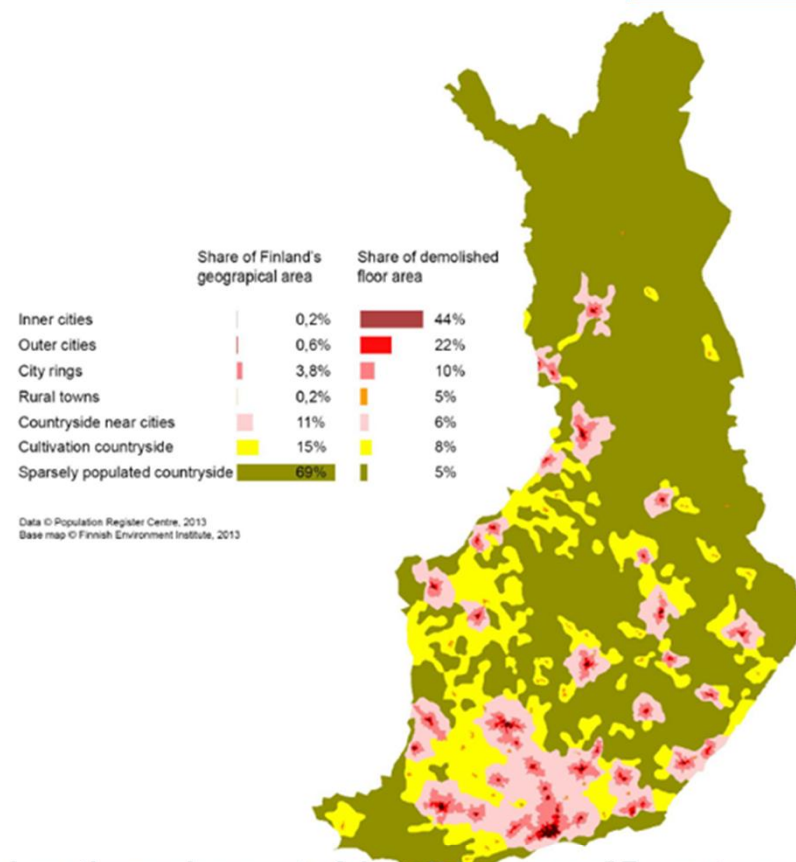 Share of Finland's
geograpical area
Share of demolished
floor area
Inner cities 0,2% 44%
Outer cities 0,6% 22%
City rings 3,8% 10%
Rural towns 0,2% 5%
Countryside near cities 11% 6%
Cultivation countryside 15% 8%
Sparsely populated countryside 69% 5%
Data © Population Register Centre, 2013
Base map © Finnish Environment Institute, 2013